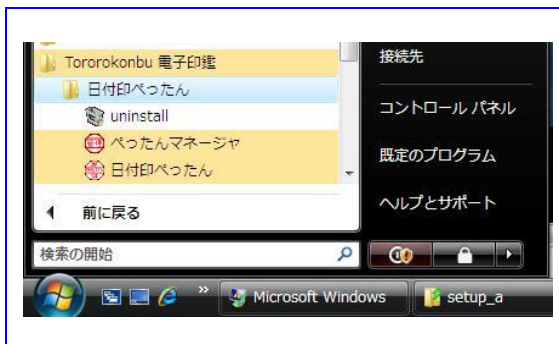 Tororokonbu 電子印鑑
日付印ぺったん
uninstall
ぺったんマネージャ
日付印ぺったん
前に戻る
検索の開始
接続先
コントロール パネル
既定のプログラム
ヘルプとサポート
Microsoft Windows
setup_a